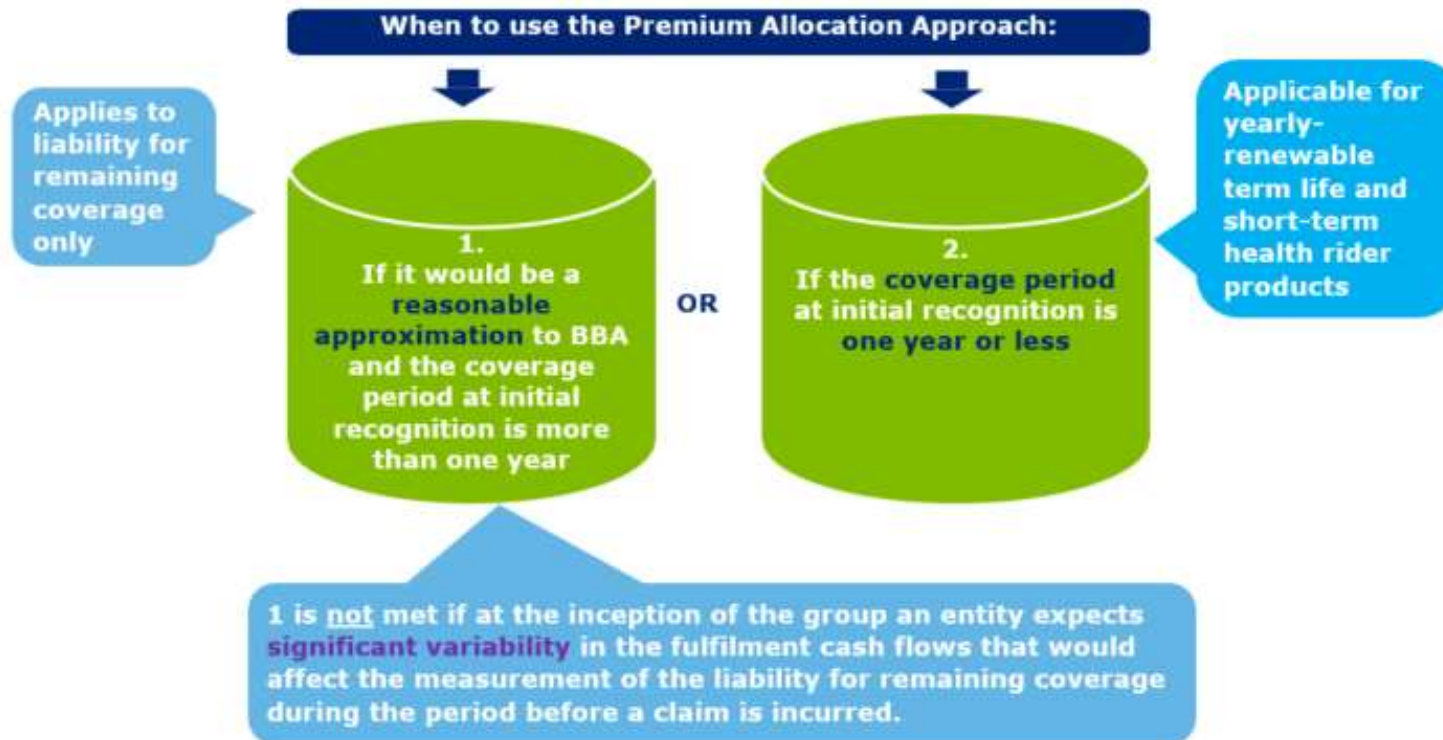 When to use the Premium Allocation Approach:
Applies to
liability for
remaining
coverage
only
1.
If it would be a
reasonable
approximation to BBA
and the coverage
period at initial
recognition is more
than one year
OR
2.
If the coverage period
at initial recognition is
one year or less
Applicable for
yearly-
renewable
term life and
short-term
health rider
products
1 is not met if at the inception of the group an entity expects
significant variability in the fulfilment cash flows that would
affect the measurement of the liability for remaining coverage
during the period before a claim is incurred.